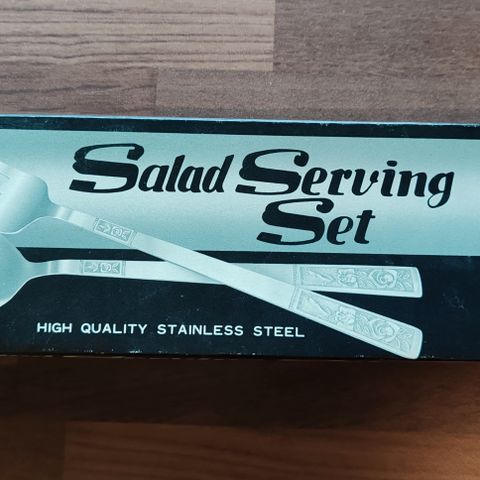 Salad Serving
Set
HIGH QUALITY STAINLESS STEEL